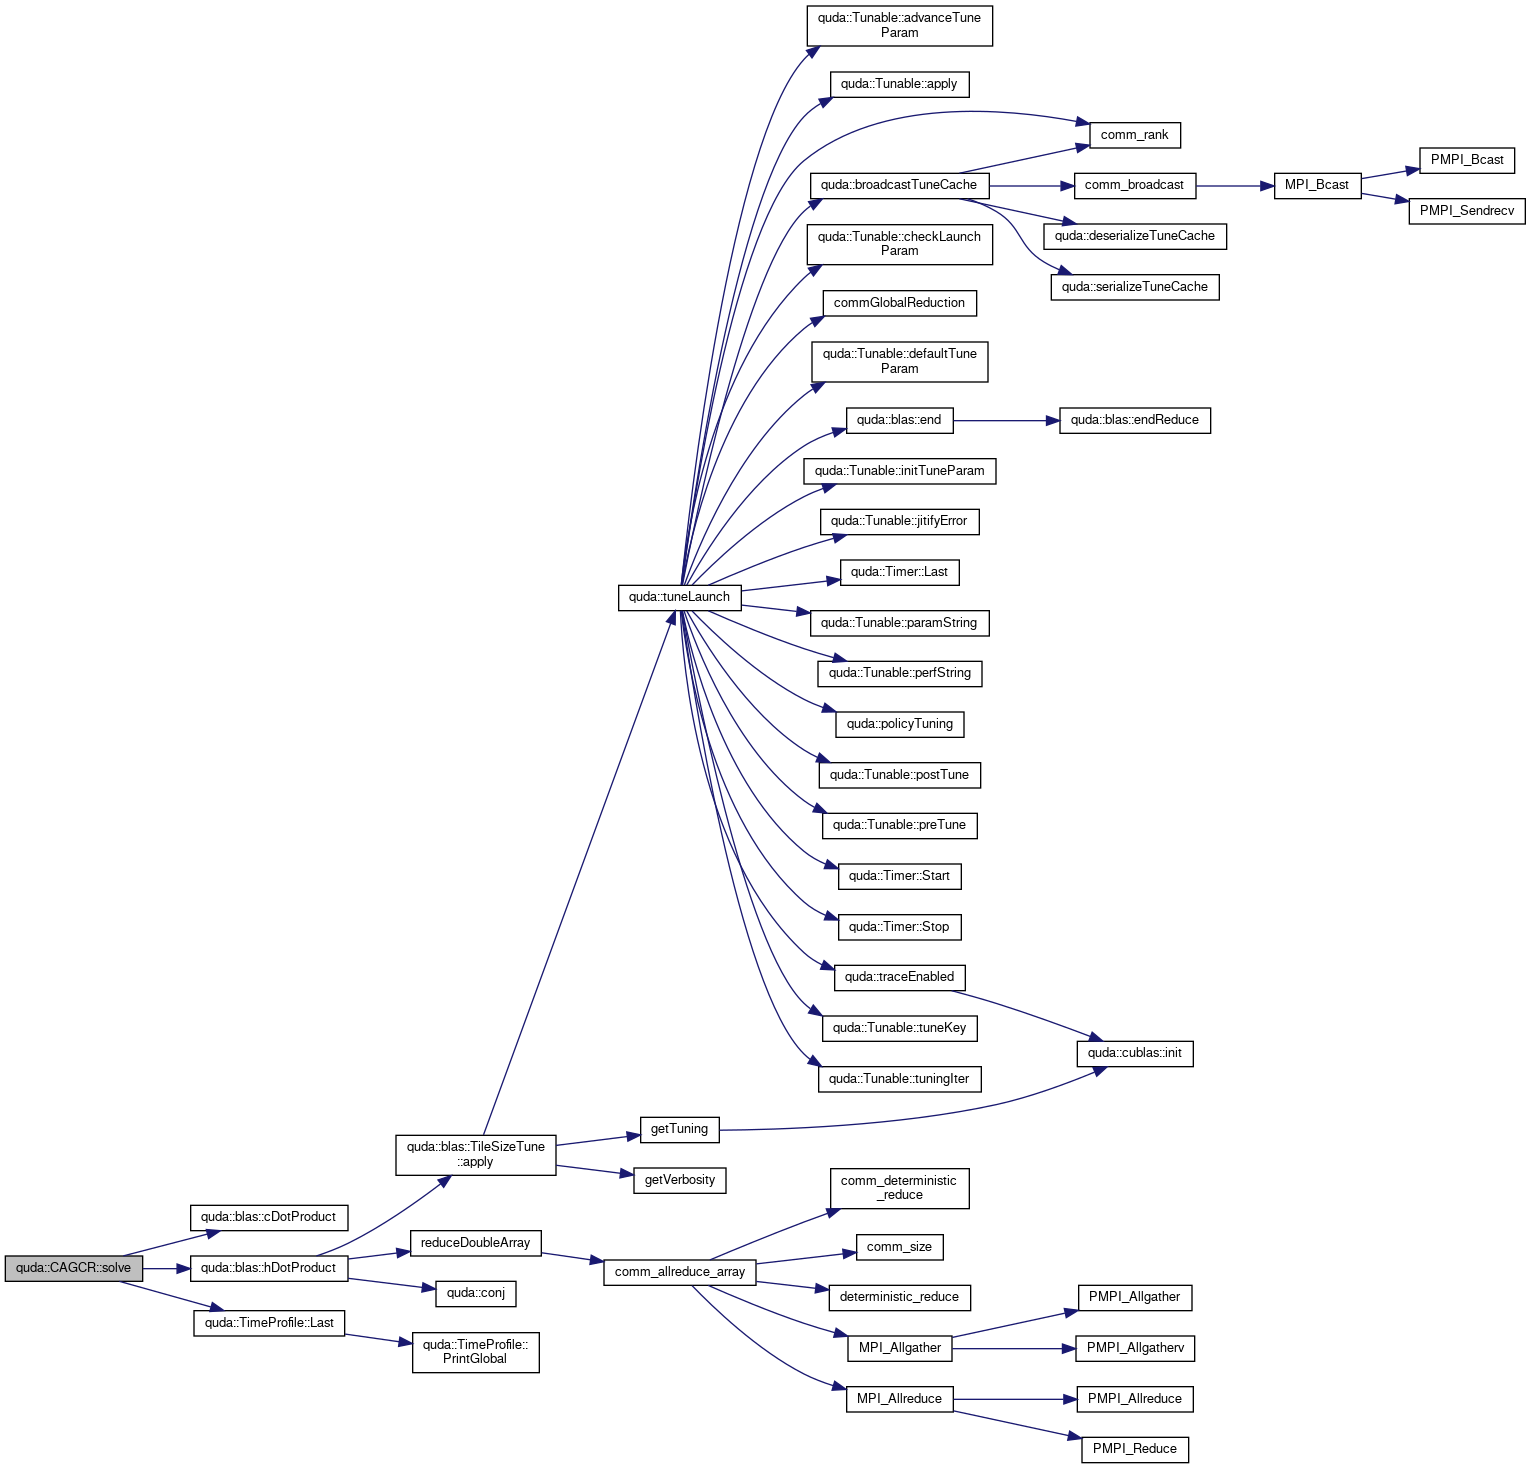 quda::Tunable::advanceTune
Param
quda::Tunable::apply
comm_rank
PMPI_Bcast
quda::broadcastTuneCache
comm_broadcast
MPI_Bcast
PMPI_Sendrecv
quda::Tunable::checkLaunch
Param
quda::deserializeTuneCache
quda::serializeTuneCache
commGlobalReduction
quda::Tunable::defaultTune
Param
quda::blas::end
quda::blas::endReduce
quda::Tunable::initTuneParam
quda::Tunable::jitifyError
quda::Timer::Last
quda::tuneLaunch
quda::Tunable::paramString
quda::Tunable::perfString
quda::policyTuning
quda::Tunable::postTune
quda::Tunable::preTune
quda::Timer::Start
quda::Timer::Stop
quda::traceEnabled
quda::Tunable::tuneKey
quda::cublas::init
quda::Tunable::tuningIter
getTuning
quda::blas::TileSizeTune
::apply
getVerbosity
comm_deterministic
_reduce
quda::blas::cDotProduct
reduceDoubleArray
comm_size
quda::CAGCR::solve
quda::blas::hDotProduct
comm_allreduce_array
quda::conj
deterministic_reduce
PMPI_Allgather
quda::TimeProfile::Last
quda::TimeProfile::
PrintGlobal
MPI_Allgather
PMPI_Allgatherv
MPI_Allreduce
PMPI_Allreduce
PMPI_Reduce